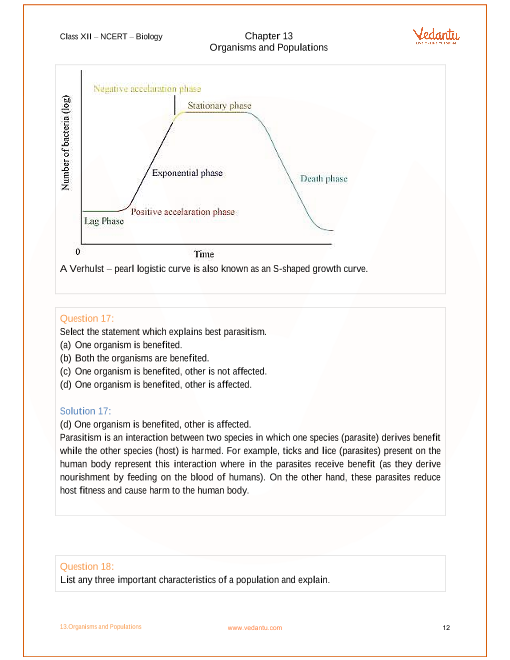 Class XII – NCERT – Biology
Chapter 13
Organisms and Populations
Vedantu
Number of bacteria (log)
Negative accelaration phase
Stationary phase
Exponential phase
Death phase
Positive accelaration phase
Lag Phase
0
Time
A Verhulst – pearl logistic curve is also known as an S-shaped growth curve.
Question 17:
Select the statement which explains best parasitism.
(a) One organism is benefited.
(b) Both the organisms are benefited.
(c) One organism is benefited, other is not affected.
(d) One organism is benefited, other is affected.
Solution 17:
(d) One organism is benefited, other is affected.
Parasitism is an interaction between two species in which one species (parasite) derives benefit
while the other species (host) is harmed. For example, ticks and lice (parasites) present on the
human body represent this interaction where in the parasites receive benefit (as they derive
nourishment by feeding on the blood of humans). On the other hand, these parasites reduce
host fitness and cause harm to the human body.
Question 18:
List any three important characteristics of a population and explain.
13.Organisms and Populations
www.vedantu.com
12